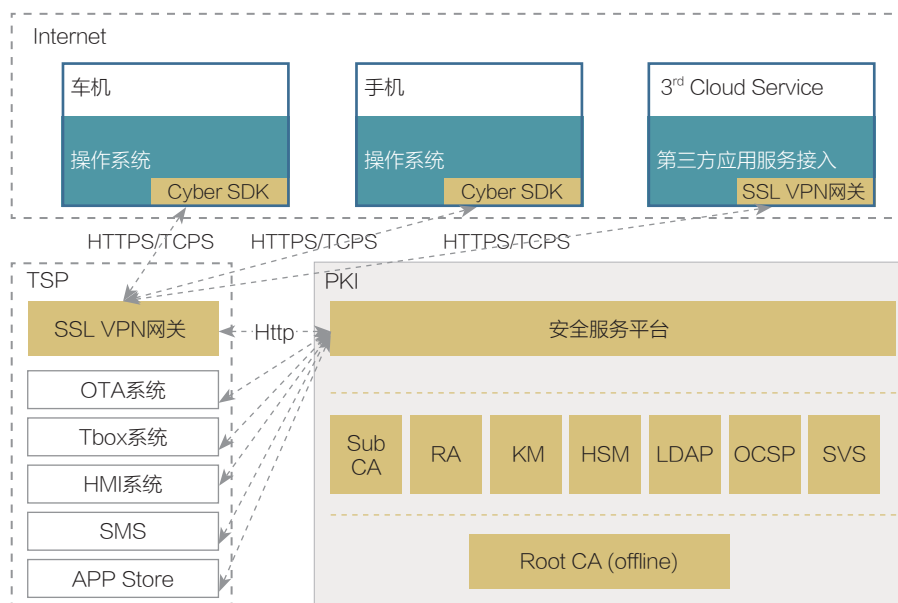 Internet
车机
手机
3rd Cloud Service
操作系统
操作系统
第三方应用服务接入
Cyber SDK
Cyber SDK
SSL VPN网关
HTTPS/TCPS
HTTPS/TCPS
HTTPS/TCPS
TSP
PKI
SSL VPN网关
Http
安全服务平台
OTA系统
Tbox系统
HMI系统
SMS
APP Store
Sub
CA
RA
KM
HSM
LDAP
OCSP
SVS
Root CA (offline)